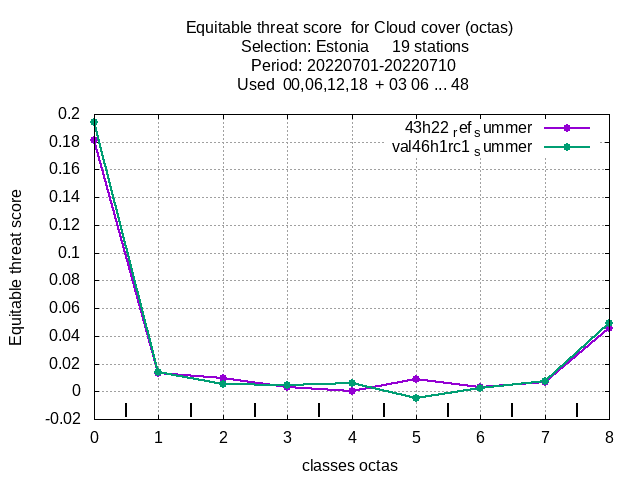 Equitable threat score  for Cloud cover (octas)
Selection: Estonia     19 stations
Period: 20220701-20220710
Used  00,06,12,18  + 03 06 ... 48
43h22 ref summer
val46h1rc1 summer
0.2
0.18
0.16
0.14
0.12
0.1
0.08
0.06
0.04
0.02
0
-0.02
Equitable threat score
0 1 2 3 4 5 6 7 8
classes octas